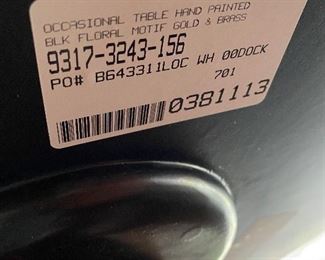 OCCASIONAL TABLE HAND PAINTED
BLK FLORAL MOTIF GOLD & BRASS
9317-3243-156
PO# B643311LOC WH 00DOCK
701
0381113